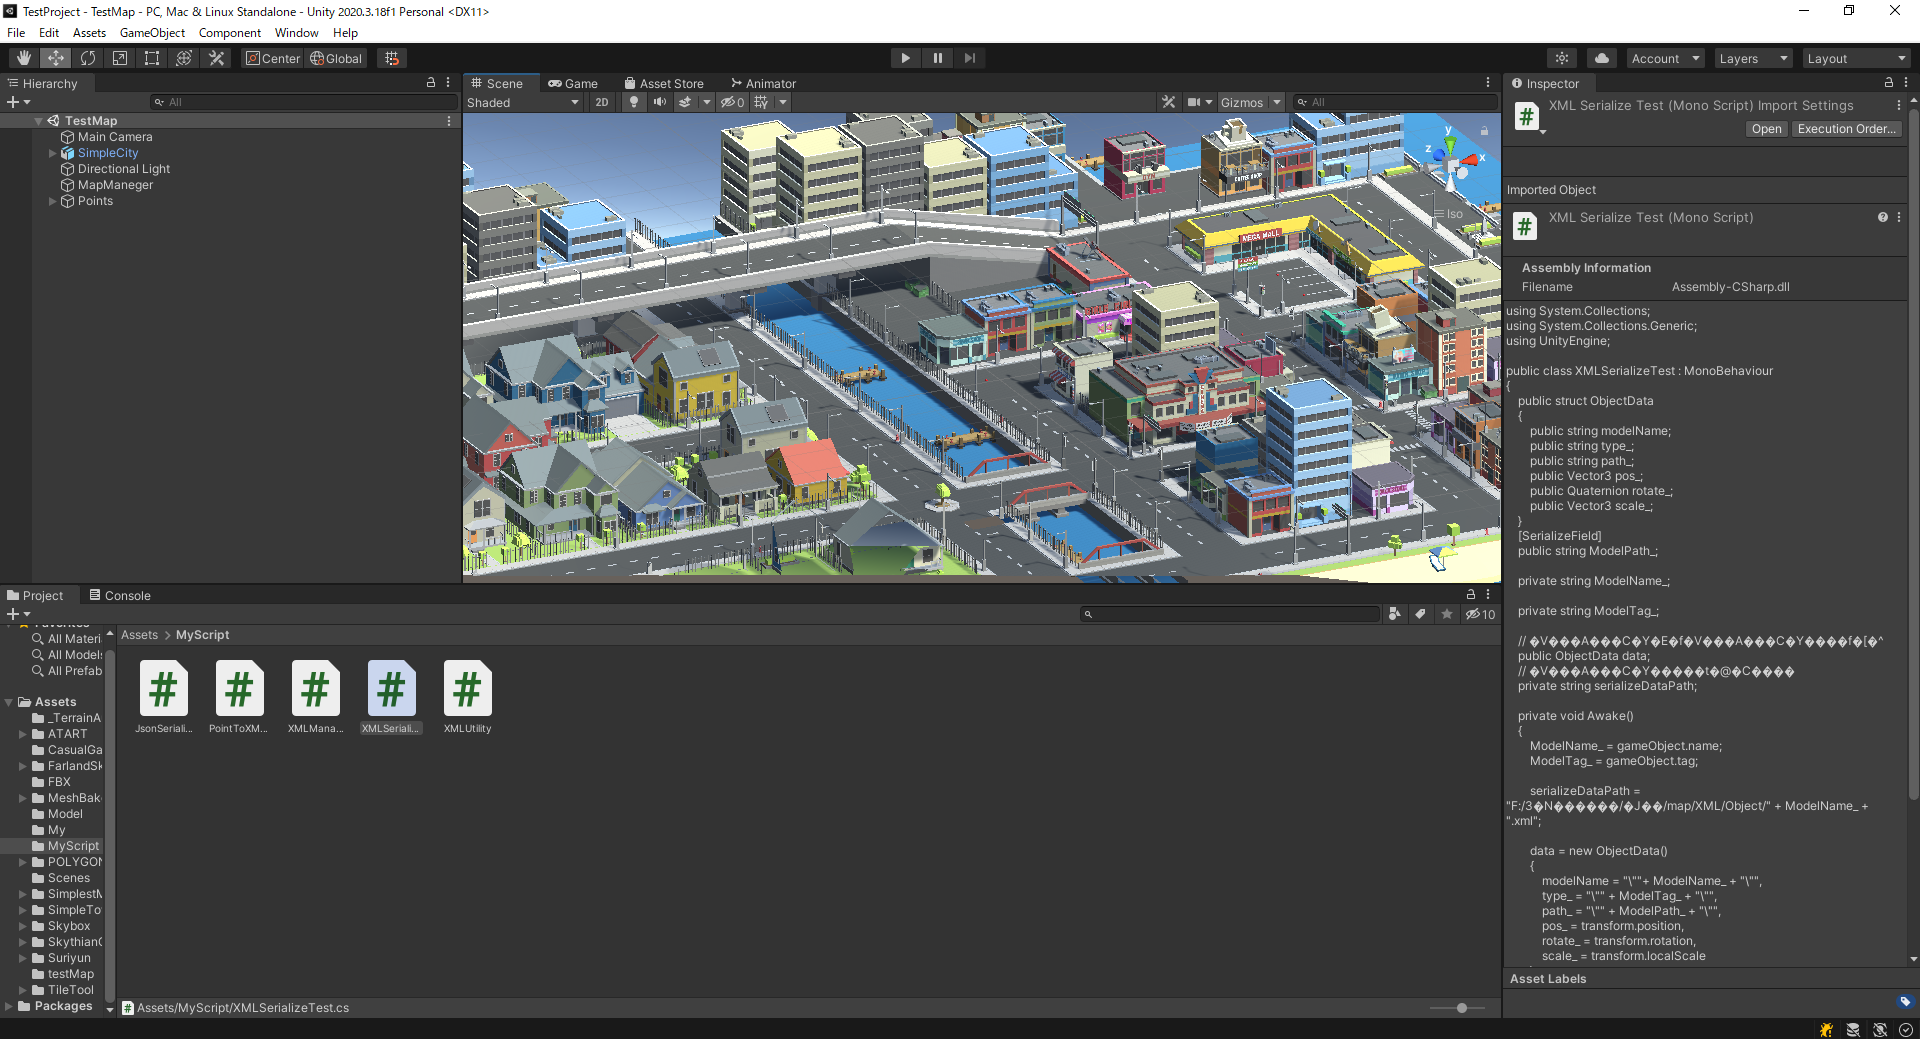 TestProject - TestMap - PC, Mac & Linux Standalone - Unity 2020.3.18f1 Personal <DX11>
File Edit Assets GameObject Component Window Help
Center Global Account Layers Layout
Hierarchy
All
TestMap
Main Camera
SimpleCity
Directional Light
MapManeger
Points
Scene Game Asset Store Animator
Shaded 2D 0 Gizmos All
y
z x
Iso
MEGA MALL
COFFEE SHOP
Inspector
XML Serialize Test (Mono Script) Import Settings
Open Execution Order...
Imported Object
XML Serialize Test (Mono Script)
Assembly Information
Filename Assembly-CSharp.dll
using System.Collections;
using System.Collections.Generic;
using UnityEngine;
public class XMLSerializeTest : MonoBehaviour
{
public struct ObjectData
{
public string modelName;
public string type_;
public string path_;
public Vector3 pos_;
public Quaternion rotate_;
public Vector3 scale_;
}
[SerializeField]
public string ModelPath_;
private string ModelName_;
private string ModelTag_;
// �V���A���C�Y�E�f�V���A���C�Y����f�[�^
public ObjectData data;
// �V���A���C�Y�����t�@�C����
private string serializeDataPath;
private void Awake()
{
ModelName_ = gameObject.name;
ModelTag_ = gameObject.tag;
serializeDataPath =
"F:/3�N������/�J��/map/XML/Object/" + ModelName_ +
".xml";
data = new ObjectData()
{
modelName = "\""+ ModelName_ + "\"",
type_ = "\"" + ModelTag_ + "\"",
path_ = "\"" + ModelPath_ + "\"",
pos_ = transform.position,
rotate_ = transform.rotation,
scale_ = transform.localScale
Asset Labels
Project Console
10
Favorites
All Materi
All Models
All Prefab
Assets
_TerrainA
ATART
CasualGa
FarlandSk
FBX
MeshBak
Model
My
MyScript
POLYGON
Scenes
SimplestM
SimpleTo
Skybox
SkythianC
Suriyun
testMap
TileTool
Packages
Assets > MyScript
JsonSeriali... PointToXM... XMLMana... XMLSeriali... XMLUtility
Assets/MyScript/XMLSerializeTest.cs